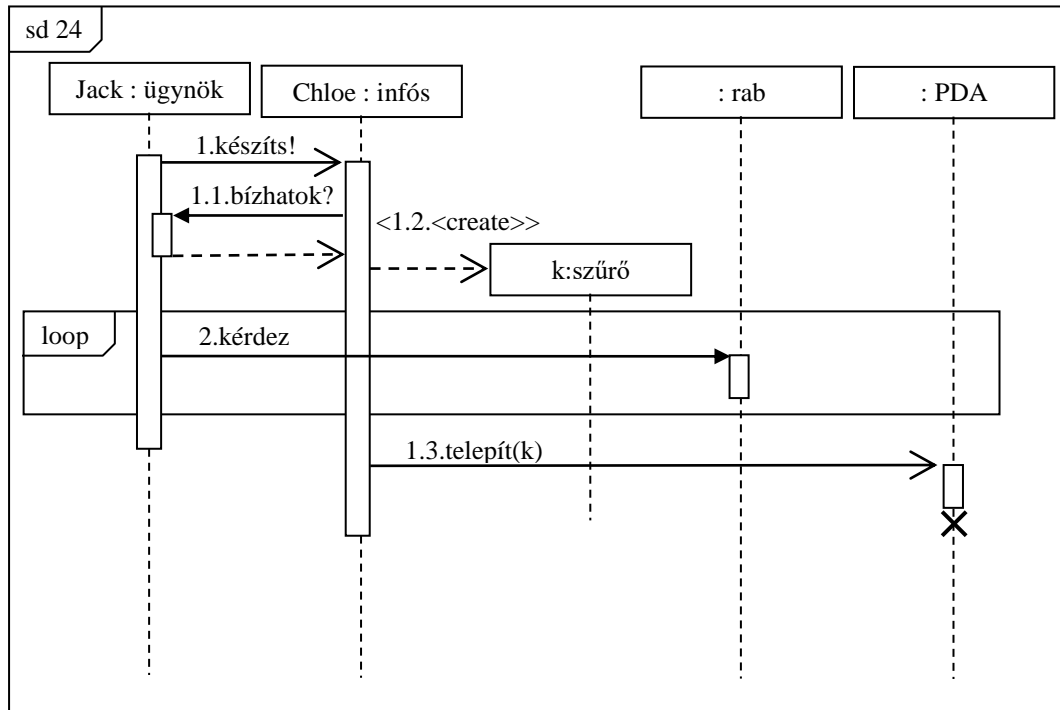 sd 24
Jack : ügynök
Chloe : infós
: rab
: PDA
1.készíts!
1.1.bízhatok?
<1.2.<create>>
k:szűrő
loop
2.kérdez
1.3.telepít(k)